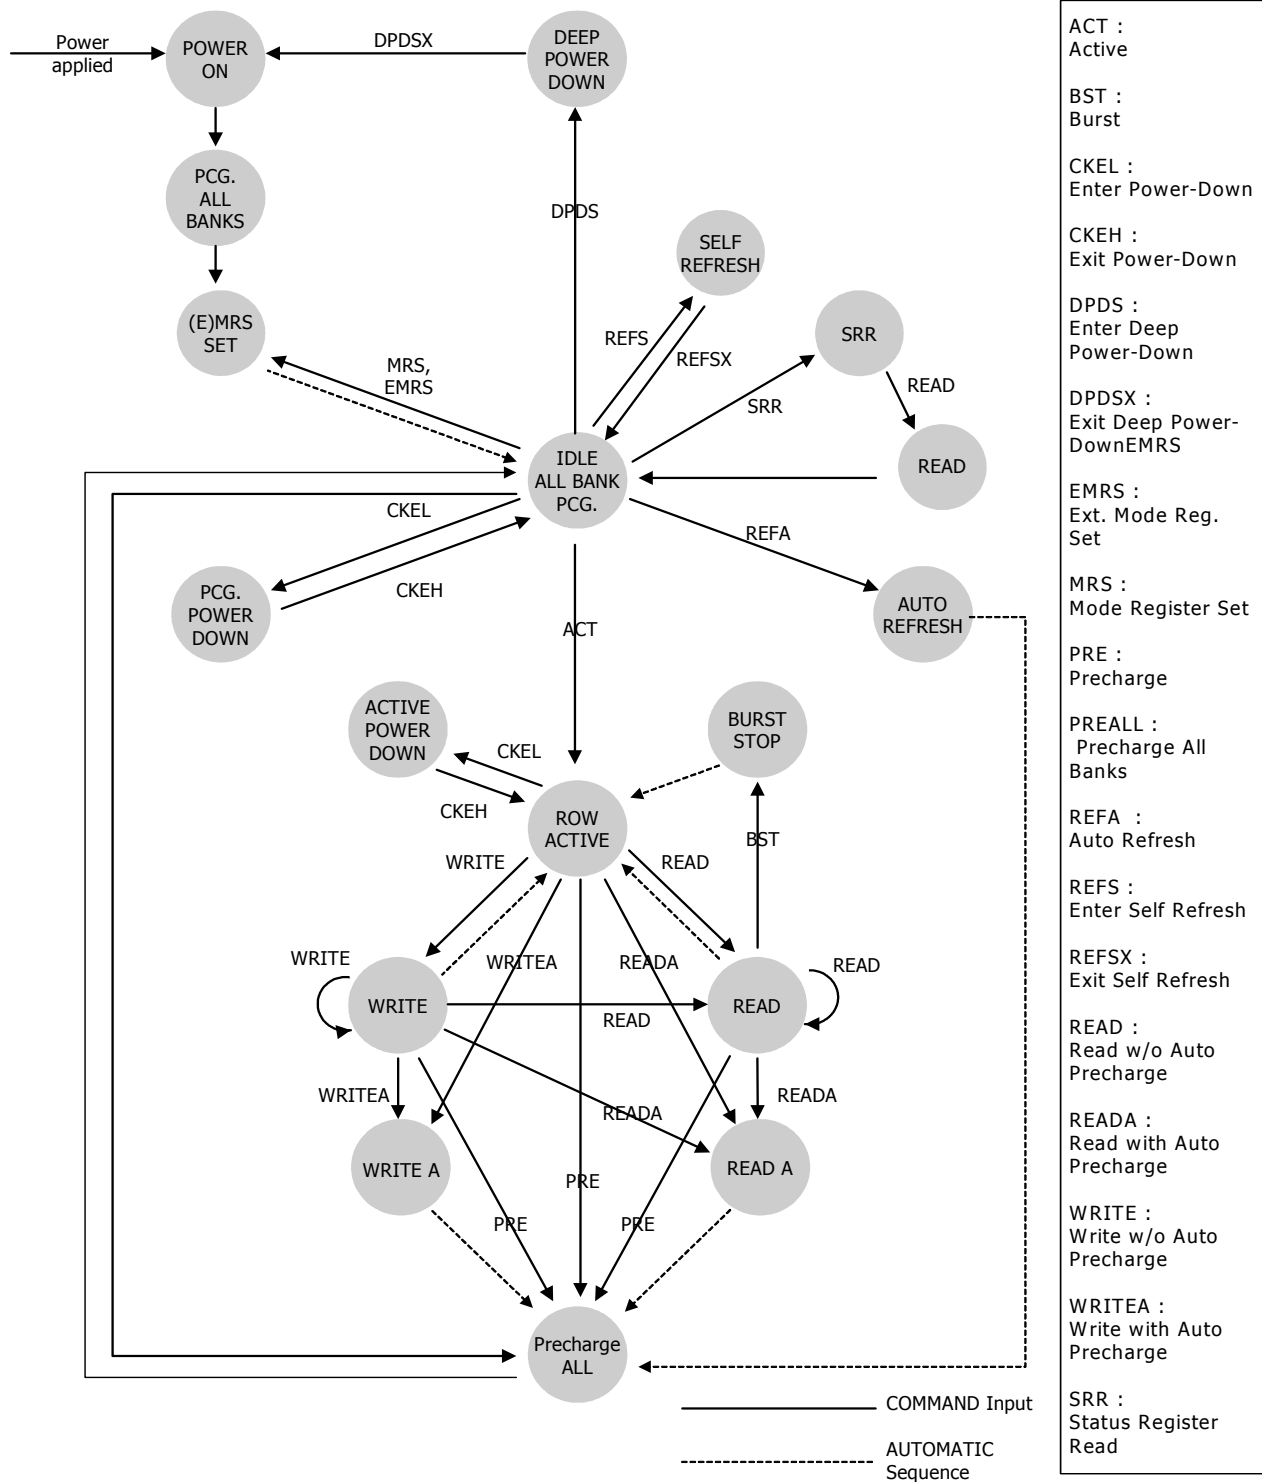 Power
applied
POWER
ON
DPDSX
DEEP
POWER
DOWN
PCG.
ALL
BANKS
DPDS
SELF
REFRESH
(E)MRS
SET
MRS,
EMRS
REFS
REFSX
SRR
SRR
READ
READ
IDLE
ALL BANK
PCG.
CKEL
CKEH
REFA
PCG.
POWER
DOWN
ACT
AUTO
REFRESH
ACTIVE
POWER
DOWN
BURST
STOP
CKEL
CKEH
ROW
ACTIVE
BST
WRITE
READ
WRITE
WRITEA
READA
READ
WRITE
READ
READ
WRITEA
READA
READA
WRITE A
READ A
PRE
PRE
PRE
Precharge
ALL
COMMAND Input
AUTOMATIC
Sequence
ACT :
Active
BST :
Burst
CKEL :
Enter Power-Down
CKEH :
Exit Power-Down
DPDS :
Enter Deep
Power-Down
DPDSX :
Exit Deep Power-
DownEMRS
EMRS :
Ext. Mode Reg.
Set
MRS :
Mode Register Set
PRE :
Precharge
PREALL :
Precharge All
Banks
REFA :
Auto Refresh
REFS :
Enter Self Refresh
REFSX :
Exit Self Refresh
READ :
Read w/o Auto
Precharge
READA :
Read with Auto
Precharge
WRITE :
Write w/o Auto
Precharge
WRITEA :
Write with Auto
Precharge
SRR :
Status Register
Read